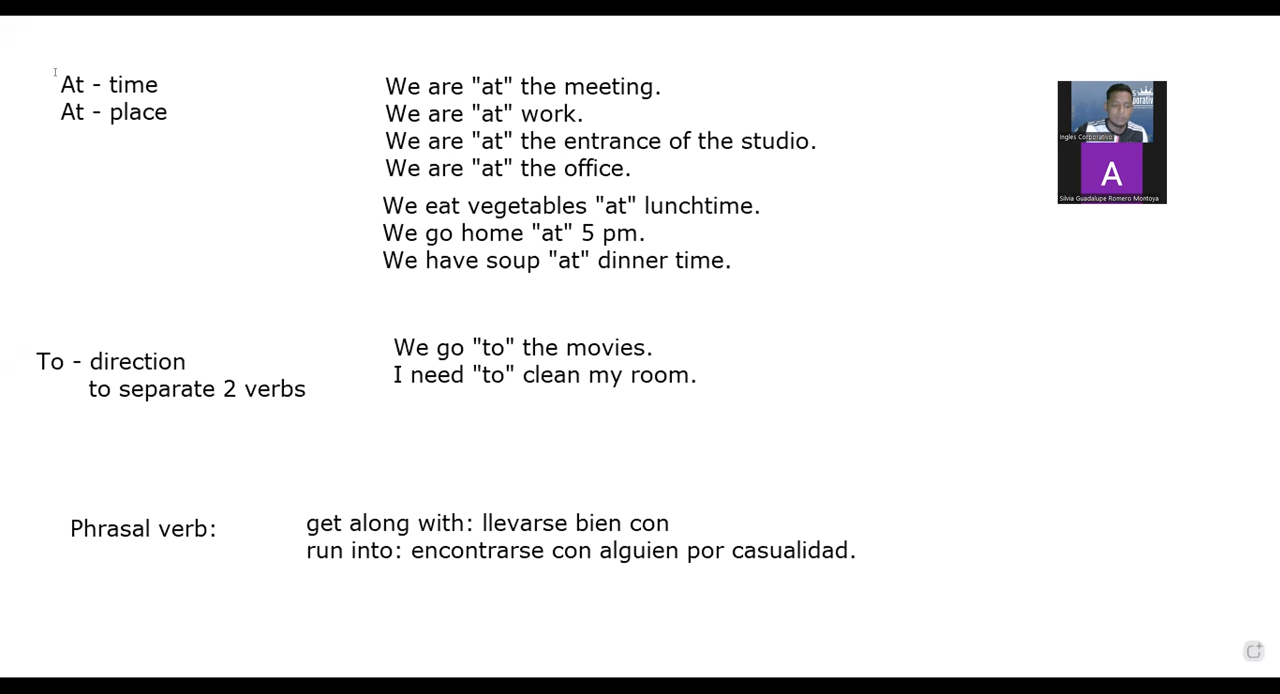 At - time
At - place
We are "at" the meeting.
We are "at" work.
We are "at" the entrance of the studio.
We are "at" the office.
We eat vegetables "at" lunchtime.
We go home "at" 5 pm.
We have soup "at" dinner time.
To - direction
to separate 2 verbs
We go "to" the movies.
I need "to" clean my room.
Phrasal verb:
get along with: llevarse bien con
run into: encontrarse con alguien por casualidad.
Ingles Corporativo
A
Silvia Guadalupe Romero Montoya